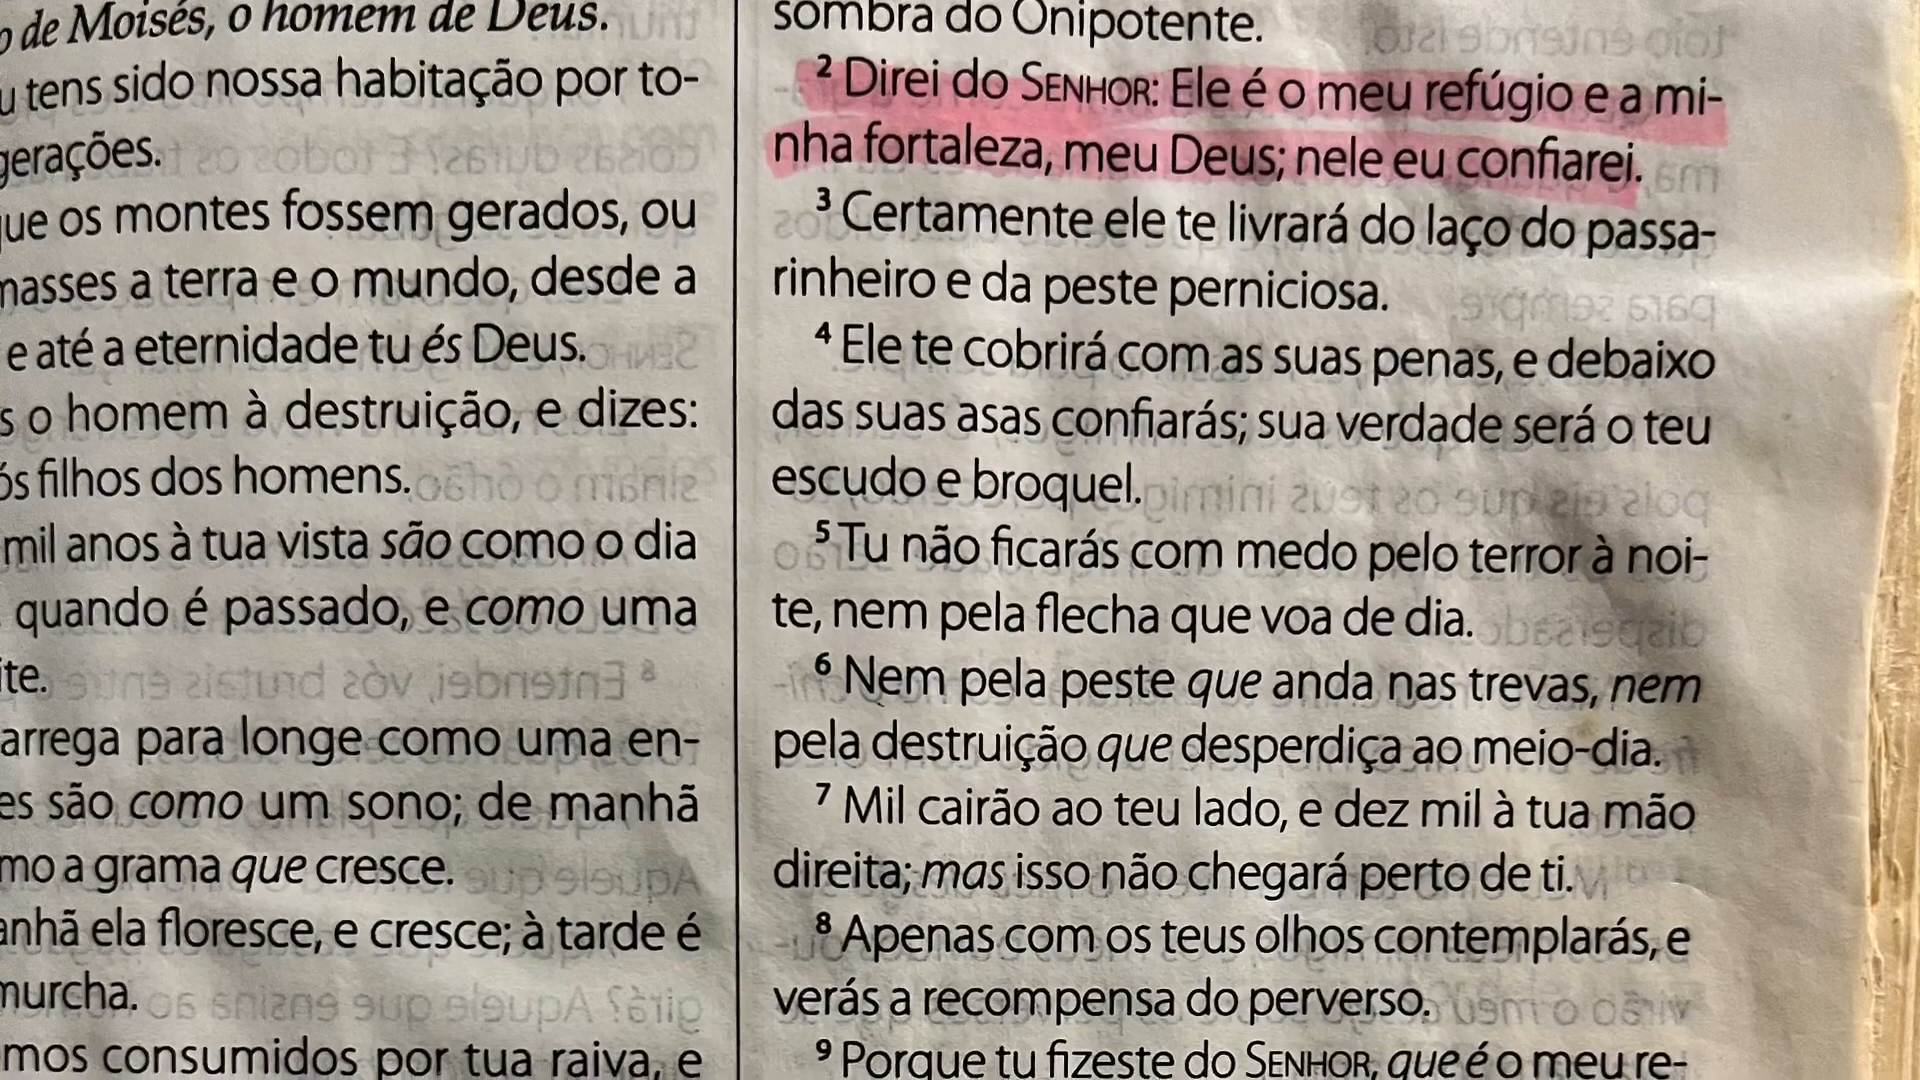 de Moisés, o homem de Deus.
tens sido nossa habitação por to-
gerações.
que os montes fossem gerados, ou
a terra e o mundo, desde a
e até a eternidade tu és Deus.
o homem à destruição, e dizes:
filhos dos homens.
mil anos à tua vista são como o dia
quando é passado, e como uma
arrega para longe como uma en-
são como um sono; de manhã
a grama que cresce.
ela floresce, e cresce; à tarde é
murcha.
consumidos por tua raiva, e
sombra do Onipotente.
² Direi do SENHOR: Ele é o meu refúgio e a mi-
nha fortaleza, meu Deus; nele eu confiarei.
³ Certamente ele te livrará do laço do passa-
rinheiro e da peste perniciosa.
⁴ Ele te cobrirá com as suas penas, e debaixo
das suas asas confiarás; sua verdade será o teu
escudo e broquel.
⁵ Tu não ficarás com medo pelo terror à noi-
te, nem pela flecha que voa de dia.
⁶ Nem pela peste que anda nas trevas, nem
pela destruição que desperdiça ao meio-dia.
⁷ Mil cairão ao teu lado, e dez mil à tua mão
direita; mas isso não chegará perto de ti.
⁸ Apenas com os teus olhos contemplarás, e
verás a recompensa do perverso.
⁹ Porque tu fizeste do SENHOR, que é o meu re-